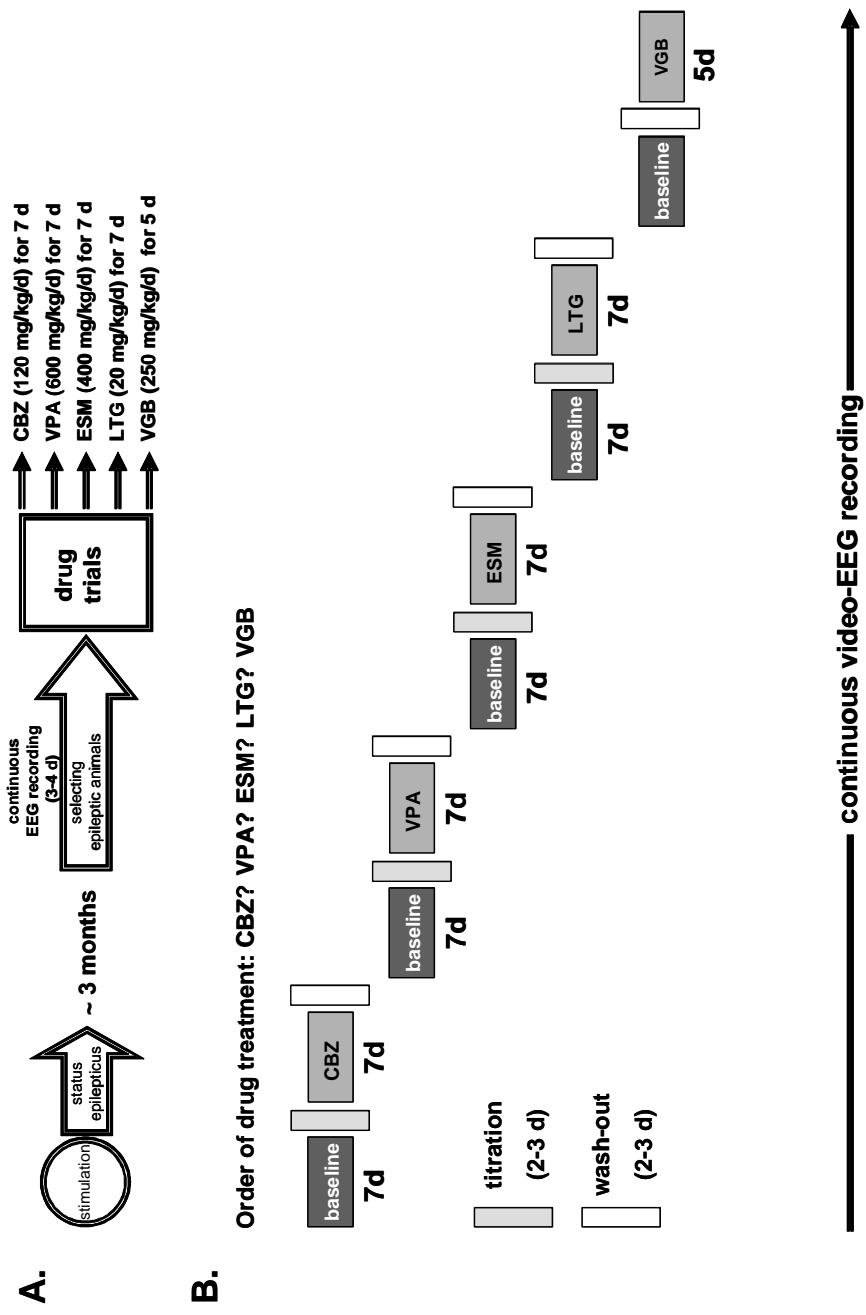 A.
stimulation
status
epilepticus
~ 3 months
continuous
EEG recording
(3-4 d)
selecting
epileptic animals
drug
trials
CBZ (120 mg/kg/d) for 7 d
VPA (600 mg/kg/d) for 7 d
ESM (400 mg/kg/d) for 7 d
LTG (20 mg/kg/d) for 7 d
VGB (250 mg/kg/d) for 5 d
B.
Order of drug treatment: CBZ? VPA? ESM? LTG? VGB
baseline
7d
CBZ
7d
baseline
7d
VPA
7d
baseline
7d
ESM
7d
baseline
7d
LTG
7d
baseline
VGB
5d
titration
(2-3 d)
wash-out
(2-3 d)
continuous video-EEG recording